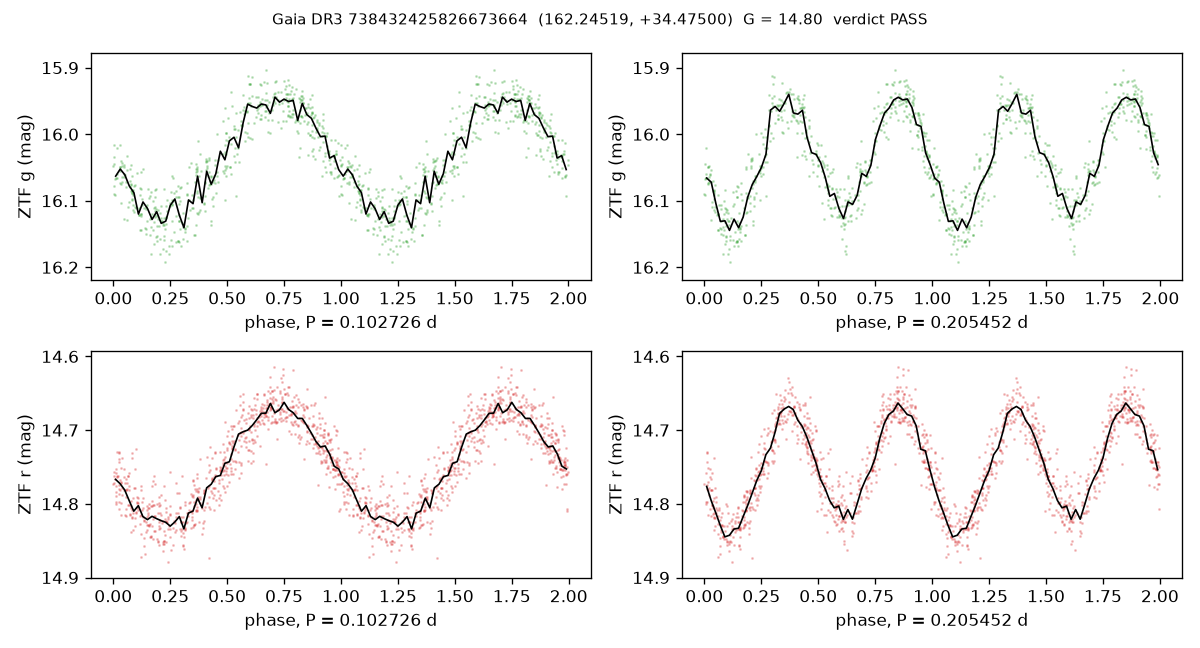 Gaia DR3 738432425826673664 (162.24519, +34.47500) G = 14.80 verdict PASS
ZTF g (mag)
15.9
16.0
16.1
16.2
0.00 0.25 0.50 0.75 1.00 1.25 1.50 1.75 2.00
phase, P = 0.102726 d
ZTF g (mag)
15.9
16.0
16.1
16.2
0.00 0.25 0.50 0.75 1.00 1.25 1.50 1.75 2.00
phase, P = 0.205452 d
ZTF r (mag)
14.6
14.7
14.8
14.9
0.00 0.25 0.50 0.75 1.00 1.25 1.50 1.75 2.00
phase, P = 0.102726 d
ZTF r (mag)
14.6
14.7
14.8
14.9
0.00 0.25 0.50 0.75 1.00 1.25 1.50 1.75 2.00
phase, P = 0.205452 d